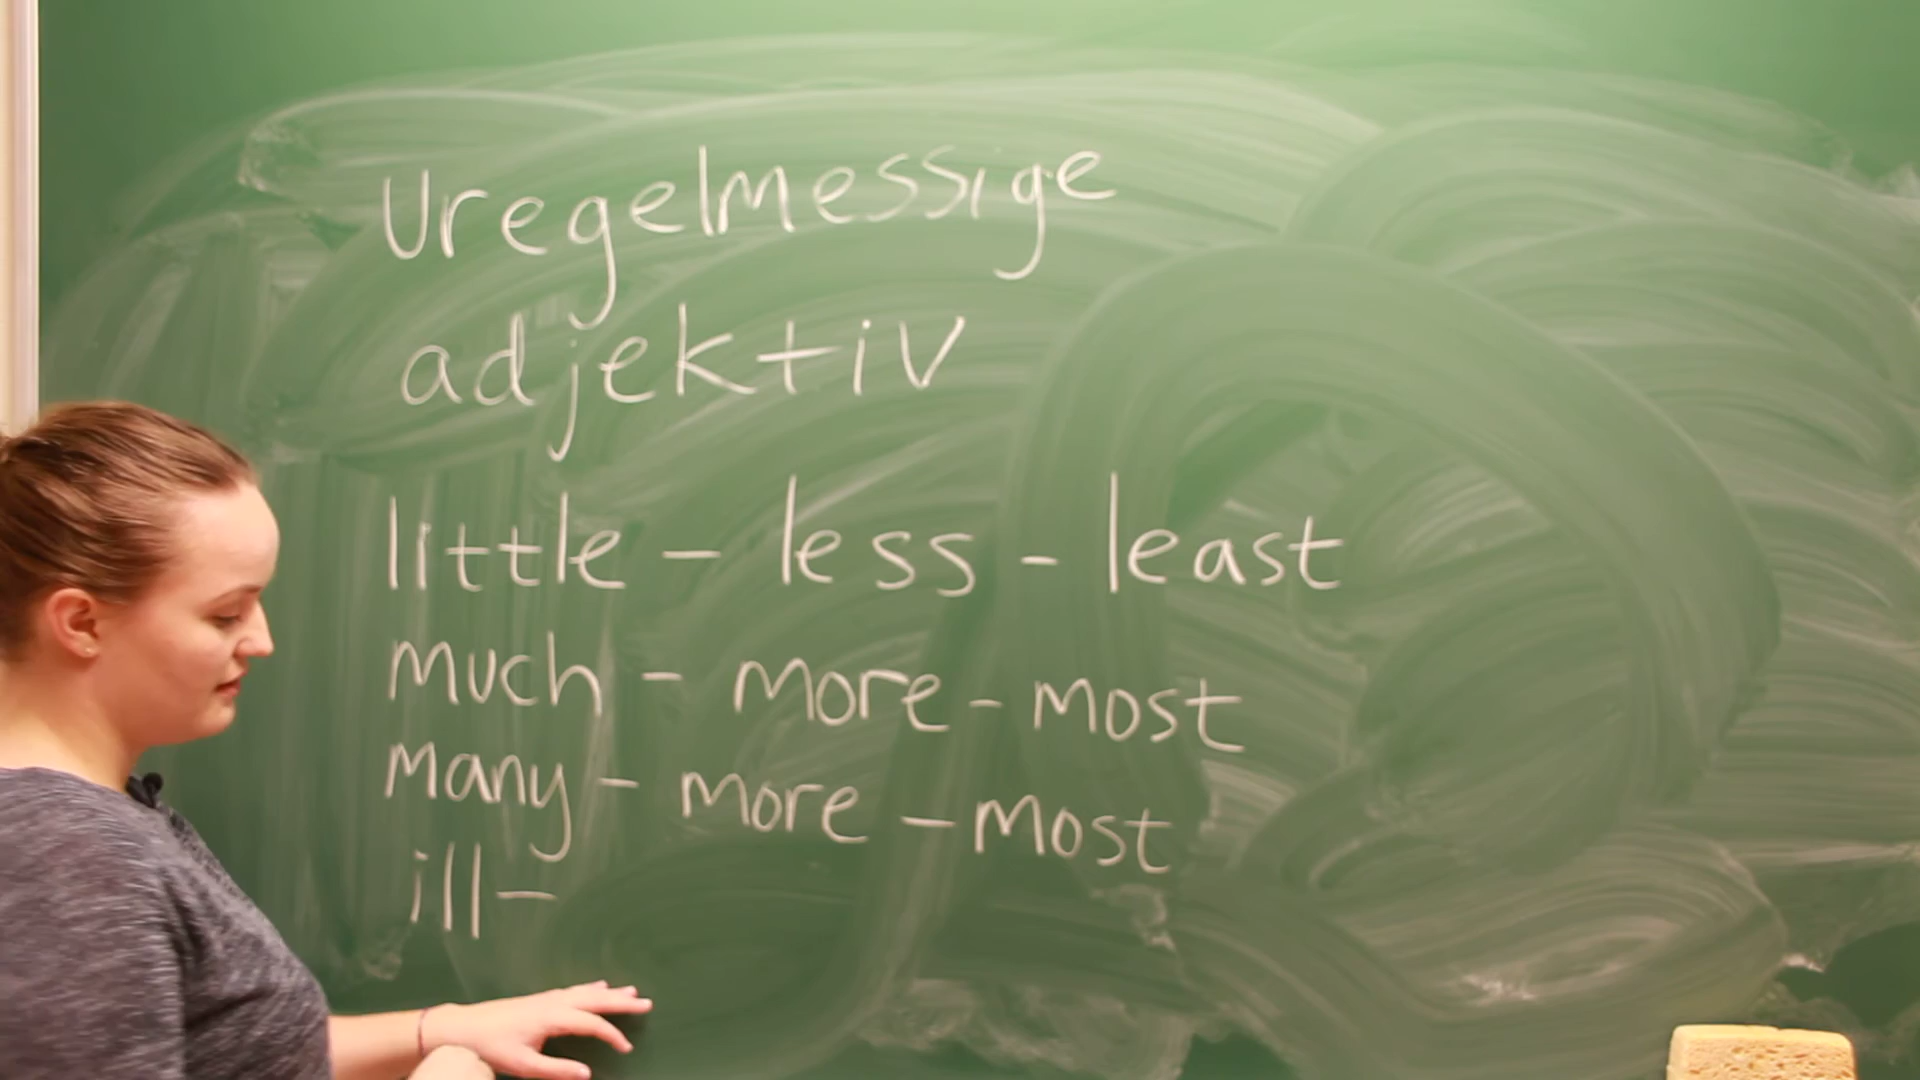 Uregelmessige
adjektiv
little - less - least
much - more - most
many - more - most
ill -